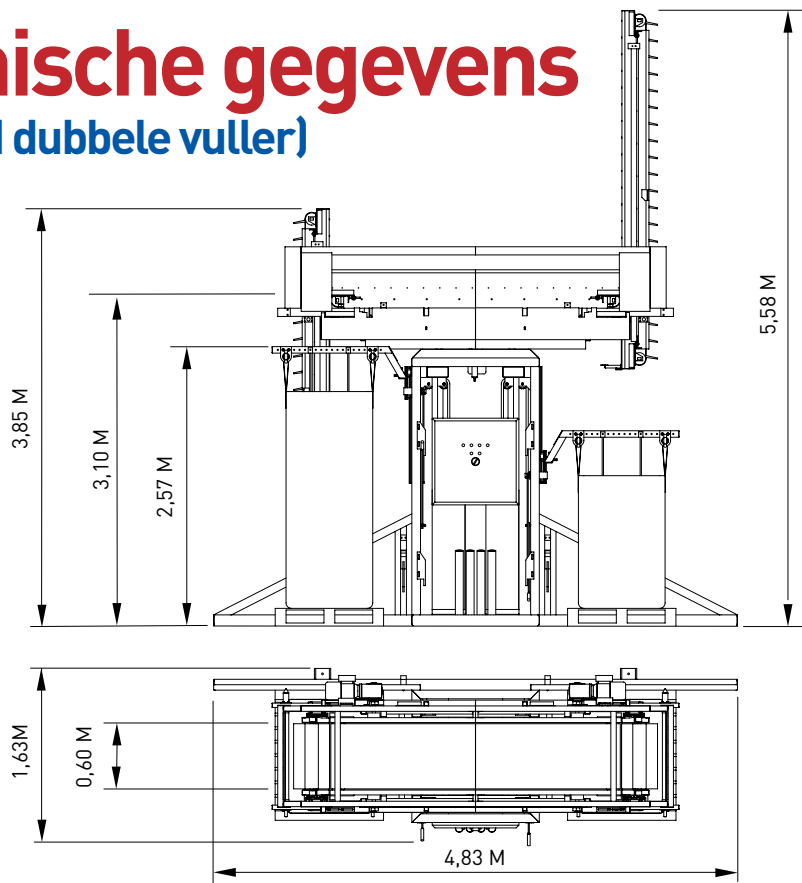 nische gegevens
dubbele vuller)
5,58 M
3,85 M
3,10 M
2,57 M
1,63M
0,60 M
4,83 M